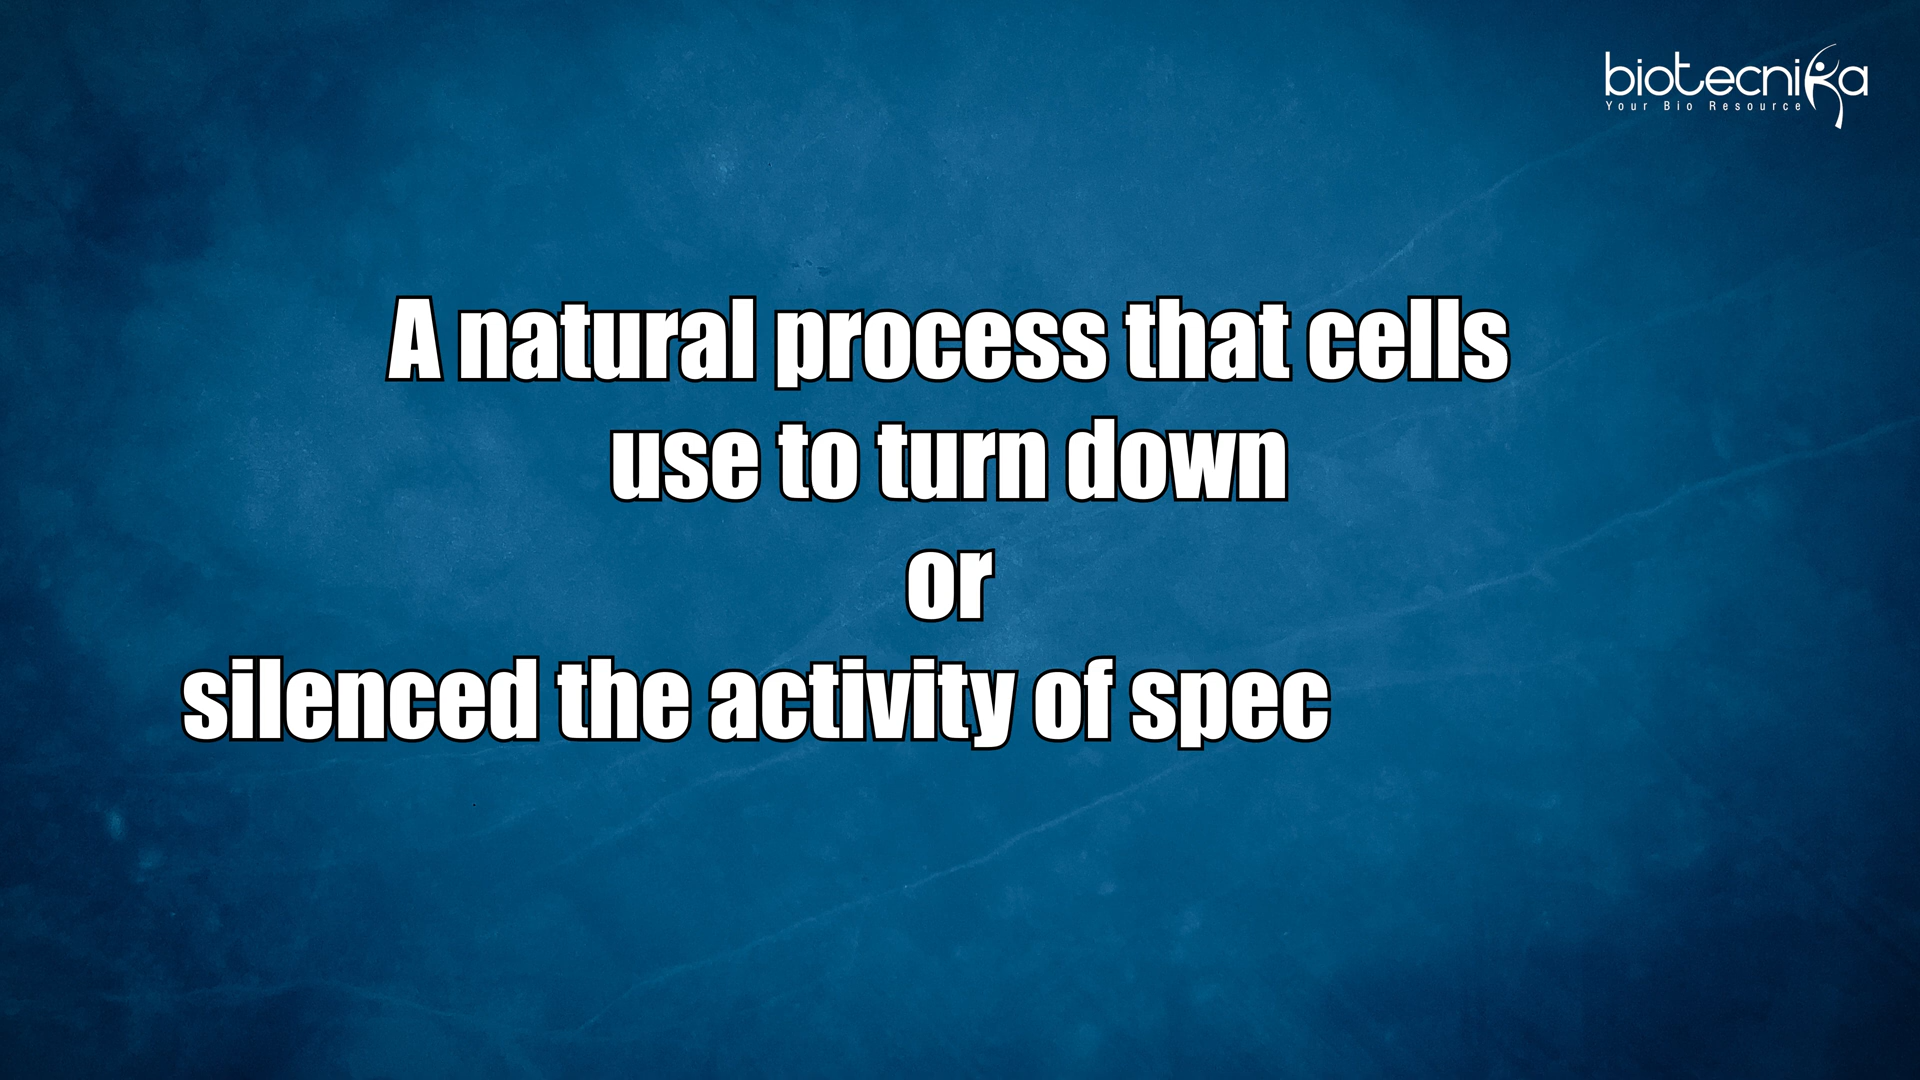 biotecnika
Your Bio Resource
A natural process that cells
use to turn down
or
silenced the activity of spec